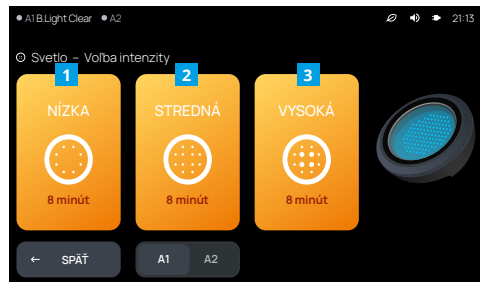 A1 B.Light Clear A2 21:13
Svetlo – Voľba intenzity
1 2 3
NÍZKA STREDNÁ VYSOKÁ
8 minút 8 minút 8 minút
← SPÄŤ A1 A2